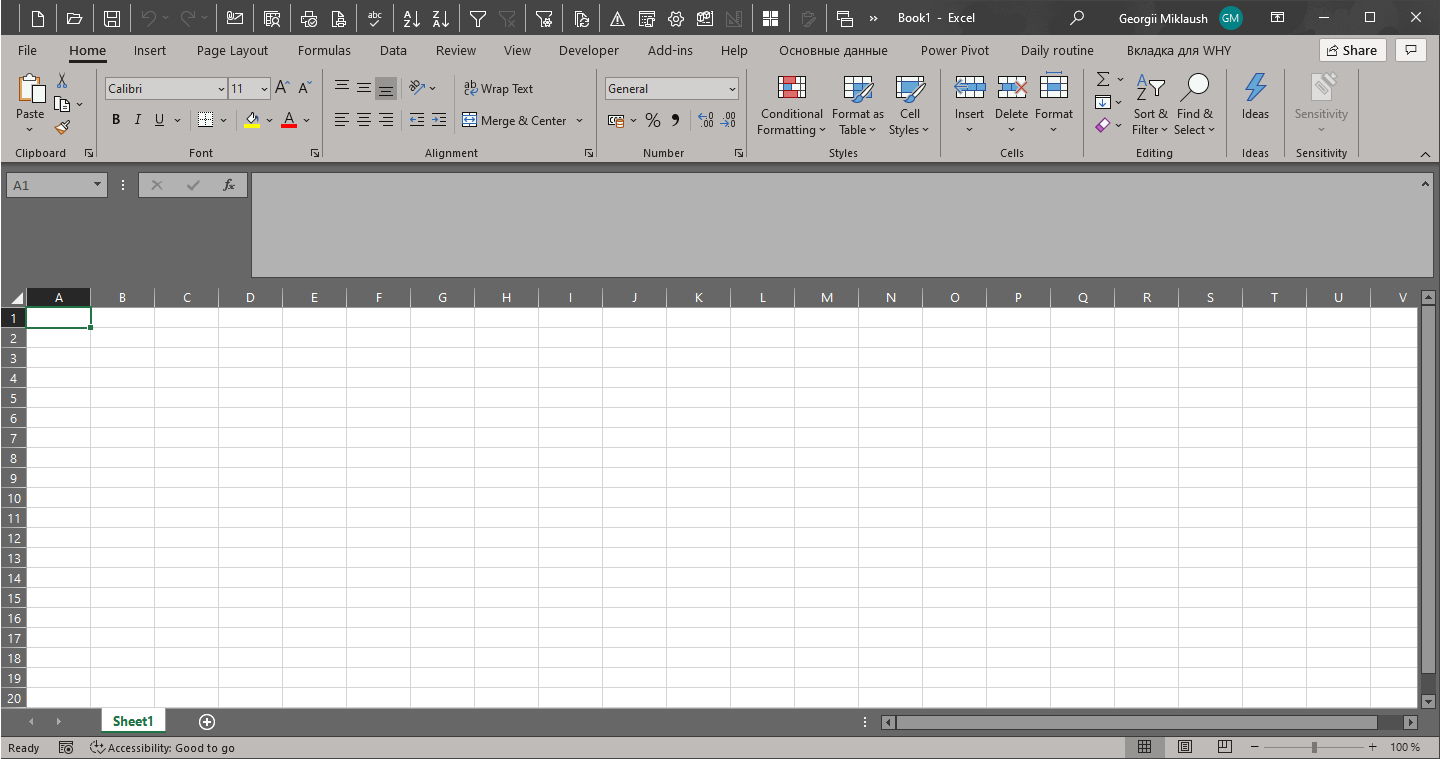 Book1 - Excel
Georgii Miklaush GM
File Home Insert Page Layout Formulas Data Review View Developer Add-ins Help Основные данные Power Pivot Daily routine Вкладка для WHY Share
Calibri 11 Wrap Text General
Paste B I U Merge & Center % Conditional Formatting Format as Table Cell Styles Insert Delete Format Sort & Filter Find & Select Ideas Sensitivity
Clipboard Font Alignment Number Styles Cells Editing Ideas Sensitivity
A1 fx
A B C D E F G H I J K L M N O P Q R S T U V
1
2
3
4
5
6
7
8
9
10
11
12
13
14
15
16
17
18
19
20
Sheet1
Ready Accessibility: Good to go 100 %